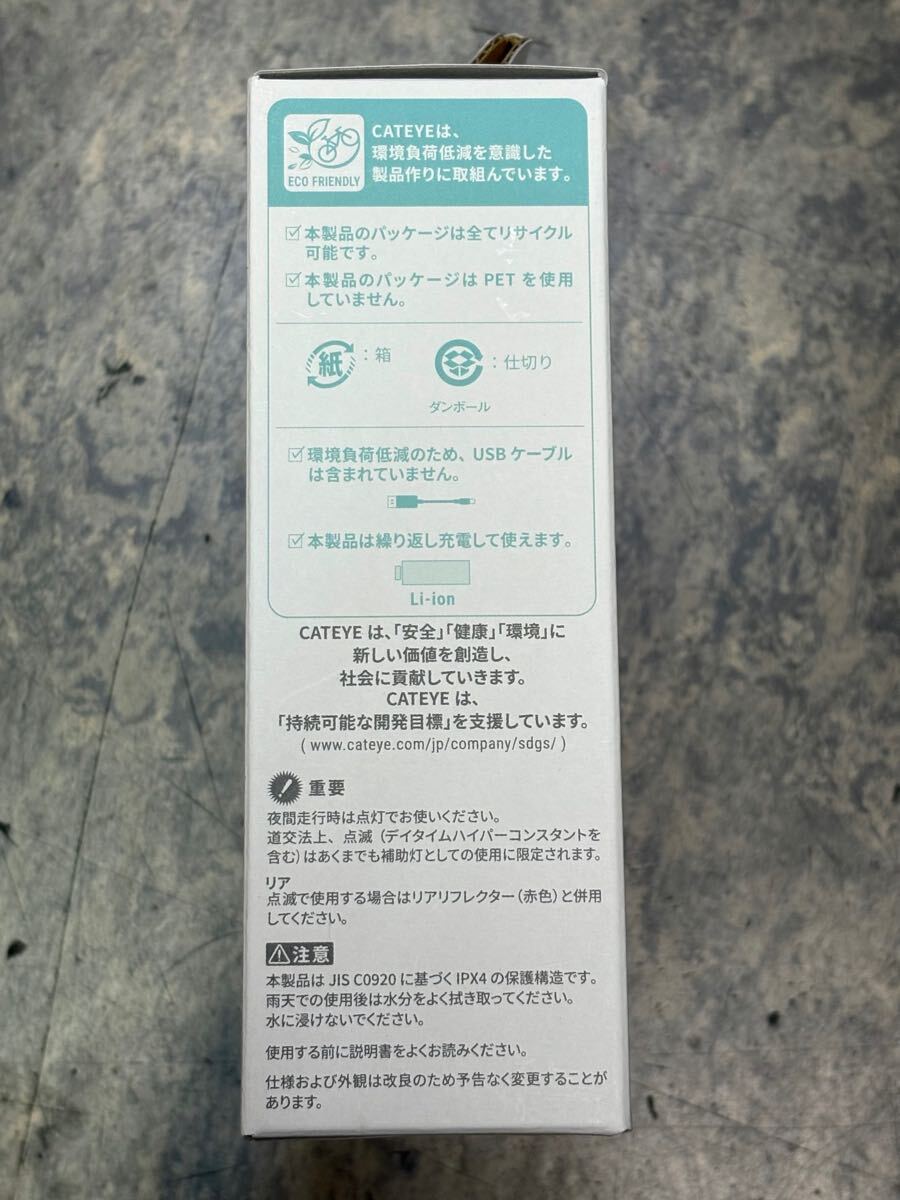 CATEYEは、
環境負荷低減を意識した
製品作りに取組んでいます。
ECO FRIENDLY
本製品のパッケージは全てリサイクル
可能です。
本製品のパッケージは PET を使用
していません。
紙 ：箱
：仕切り
ダンボール
環境負荷低減のため、USB ケーブル
は含まれていません。
本製品は繰り返し充電して使えます。
Li-ion
CATEYE は、「安全」「健康」「環境」に
新しい価値を創造し、
社会に貢献していきます。
CATEYE は、
「持続可能な開発目標」を支援しています。
( www.cateye.com/jp/company/sdgs/ )
重要
夜間走行時は点灯でお使いください。
道交法上、点滅（デイタイムハイパーコンスタントを
含む）はあくまでも補助灯としての使用に限定されます。
リア
点滅で使用する場合はリアリフレクター（赤色）と併用
してください。
注意
本製品は JIS C0920 に基づく IPX4 の保護構造です。
雨天での使用後は水分をよく拭き取ってください。
水に浸けないでください。
使用する前に説明書をよくお読みください。
仕様および外観は改良のため予告なく変更することが
あります。